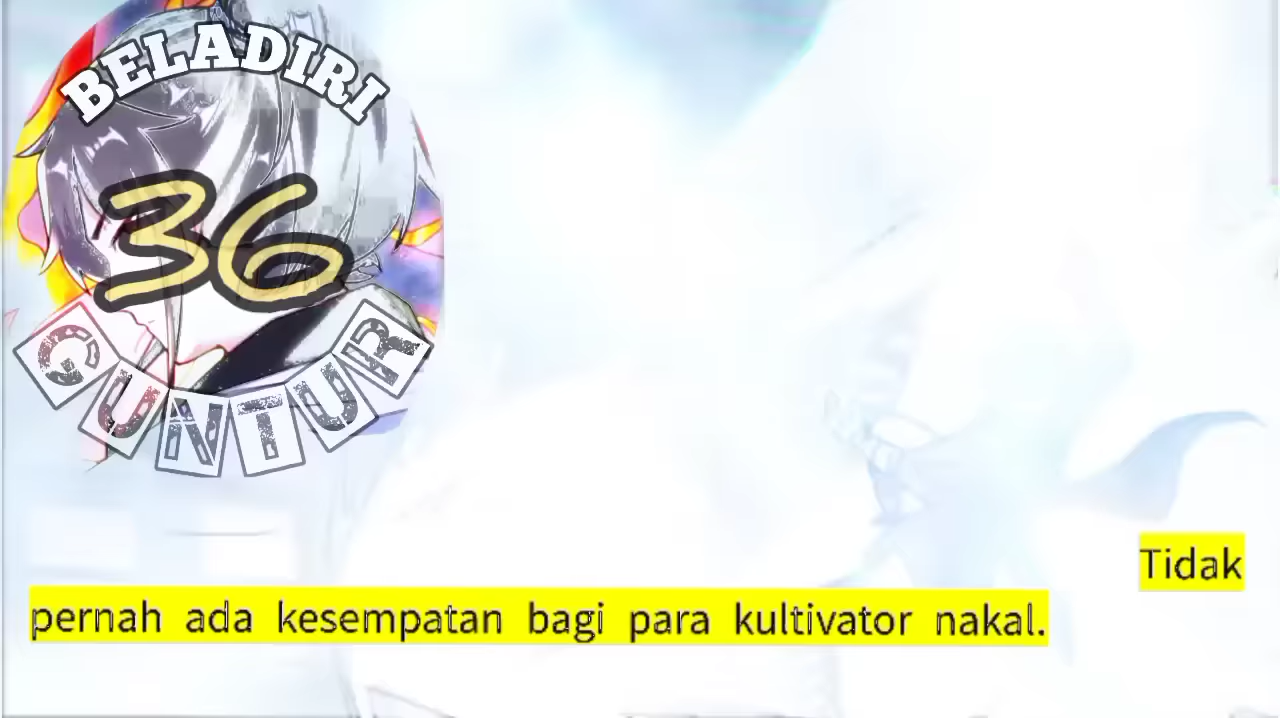 BELADIRI
36
GUNTUR
Tidak
pernah ada kesempatan bagi para kultivator nakal.